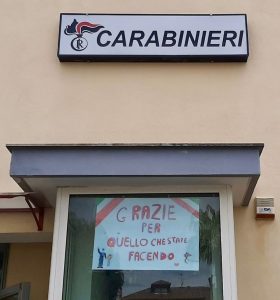 CARABINIERI
GRAZIE
PER
QUELLO CHE STATE
FACENDO